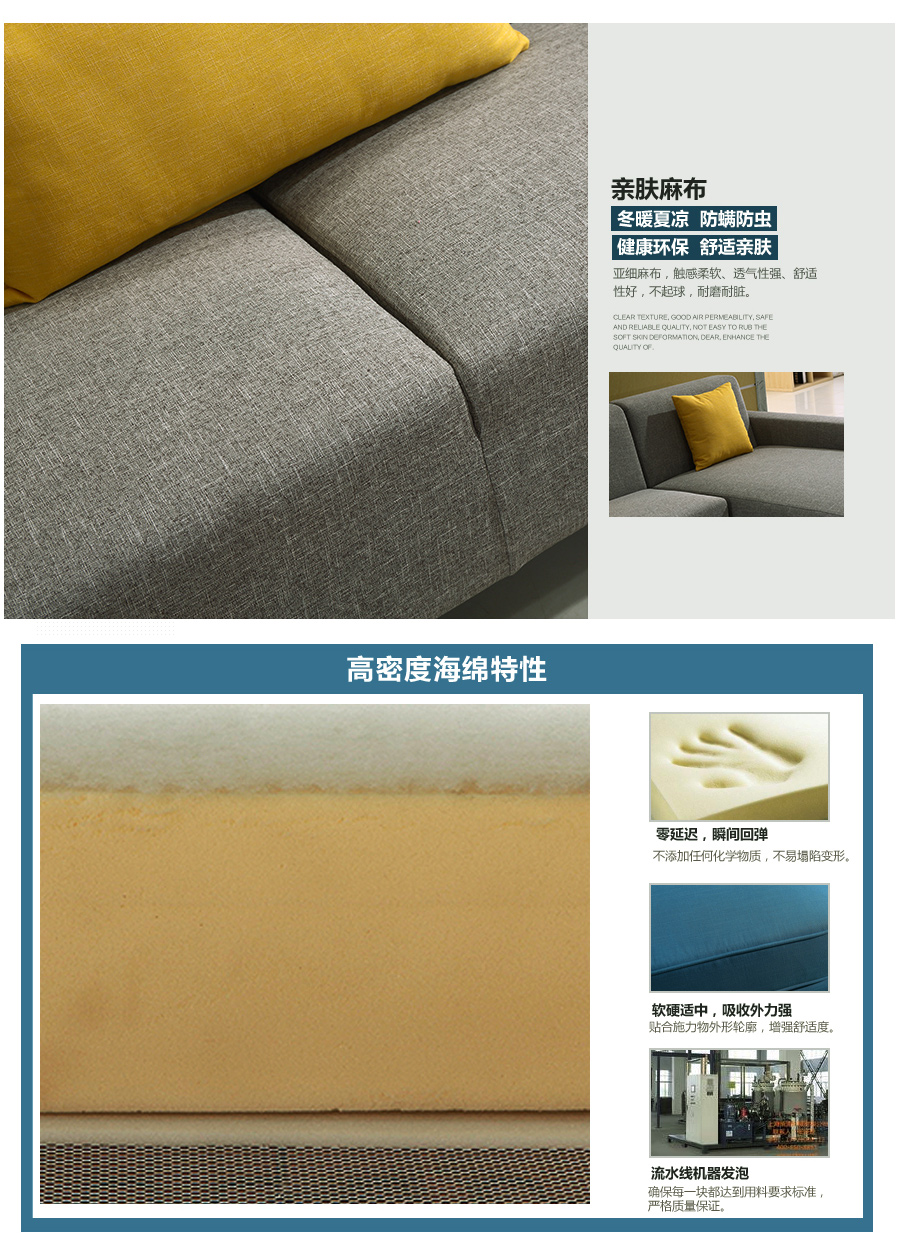 亲肤麻布
冬暖夏凉 防螨防虫
健康环保 舒适亲肤
亚细麻布，触感柔软、透气性强、舒适
性好，不起球，耐磨耐脏。
CLEAR TEXTURE, GOOD AIR PERMEABILITY, SAFE
AND RELIABLE QUALITY, NOT EASY TO RUB THE
SOFT SKIN DEFORMATION, DEAR, ENHANCE THE
QUALITY OF.
高密度海绵特性
零延迟，瞬间回弹
不添加任何化学物质，不易塌陷变形。
软硬适中，吸收外力强
贴合施力物外形轮廓，增强舒适度。
流水线机器发泡
确保每一块都达到用料要求标准，
严格质量保证。